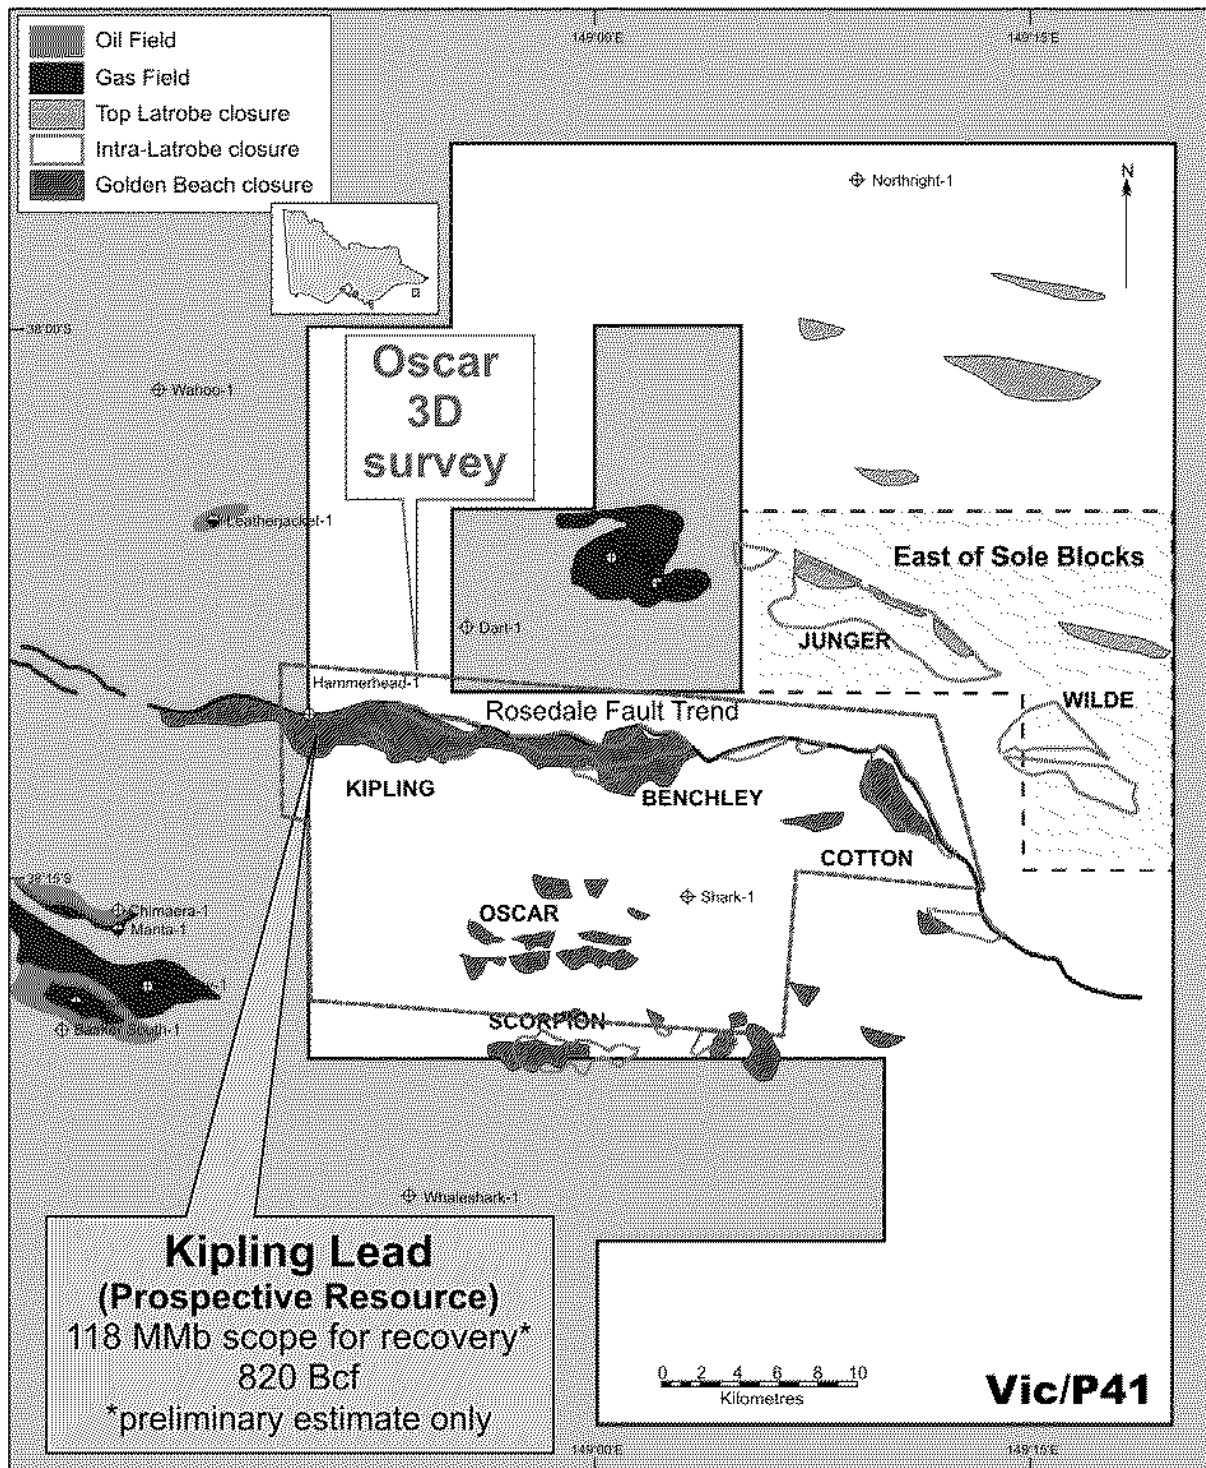 Oil Field
Gas Field
Top Latrobe closure
Intra-Latrobe closure
Golden Beach closure
149°00'E
149°15'E
N
Northright-1
38°00'S
Oscar
3D
survey
Wahoo-1
Leatherjacket-1
East of Sole Blocks
Dart-1
JUNGER
Hammerhead-1
Rosedale Fault Trend
WILDE
KIPLING
BENCHLEY
COTTON
38°15'S
Chimaera-1
Manta-1
OSCAR
Shark-1
-1
Basker South-1
SCORPION
Whaleshark-1
Kipling Lead
(Prospective Resource)
118 MMb scope for recovery*
820 Bcf
*preliminary estimate only
0 2 4 6 8 10
Kilometres
Vic/P41
149°00'E
149°15'E